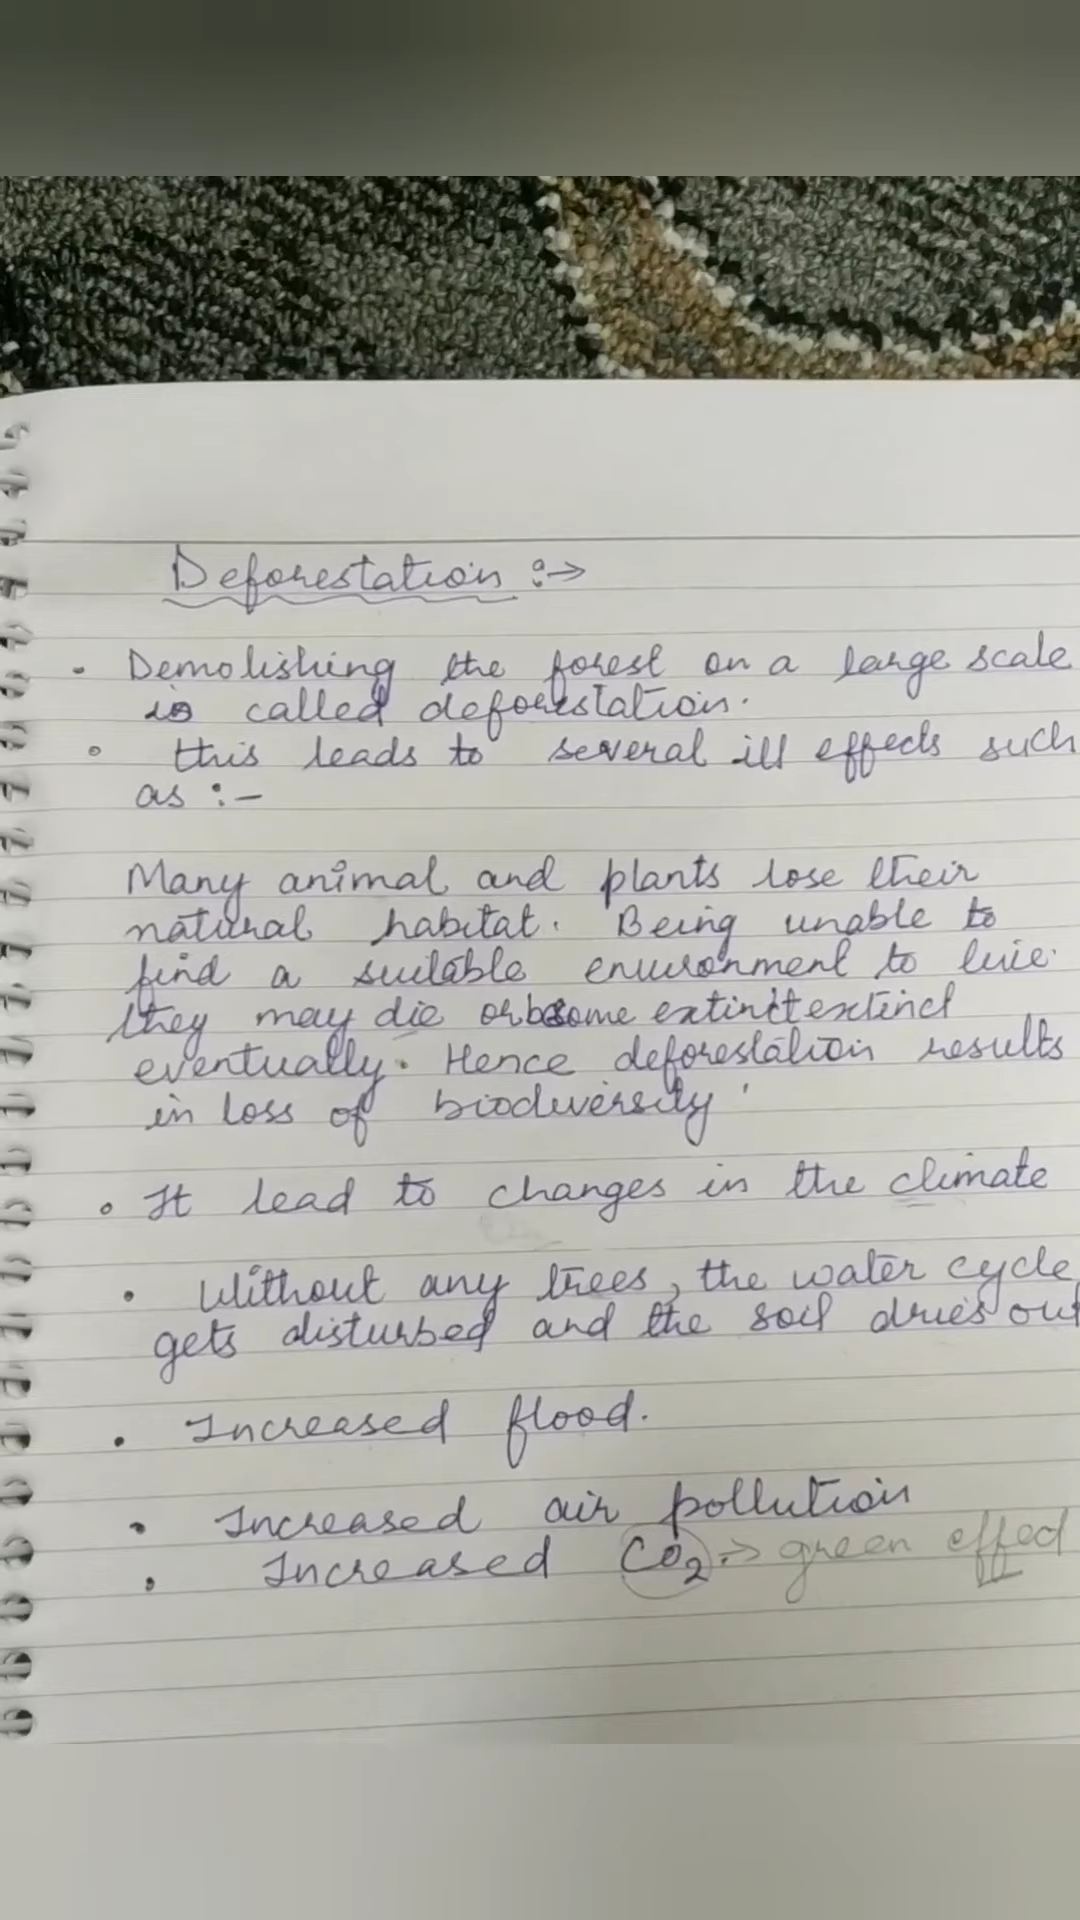 Deforestation :→
• Demolishing the forest on a large scale
is called deforestation.
• this leads to several ill effects such
as :-
Many animal and plants lose their
natural habitat. Being unable to
find a suitable environment to live.
they may die or become extinct extinct
eventually. Hence deforestation results
in loss of biodiversity.
• It lead to changes in the climate
• Without any trees, the water cycle
gets disturbed and the soil dries out
• Increased flood.
• Increased air pollution
• Increased CO2 → green effect